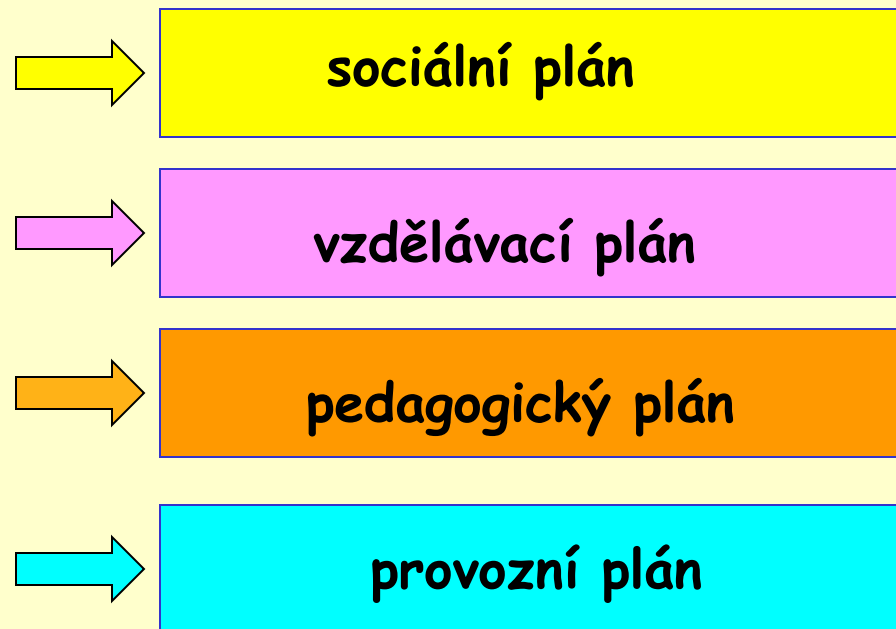 sociální plán
vzdělávací plán
pedagogický plán
provozní plán